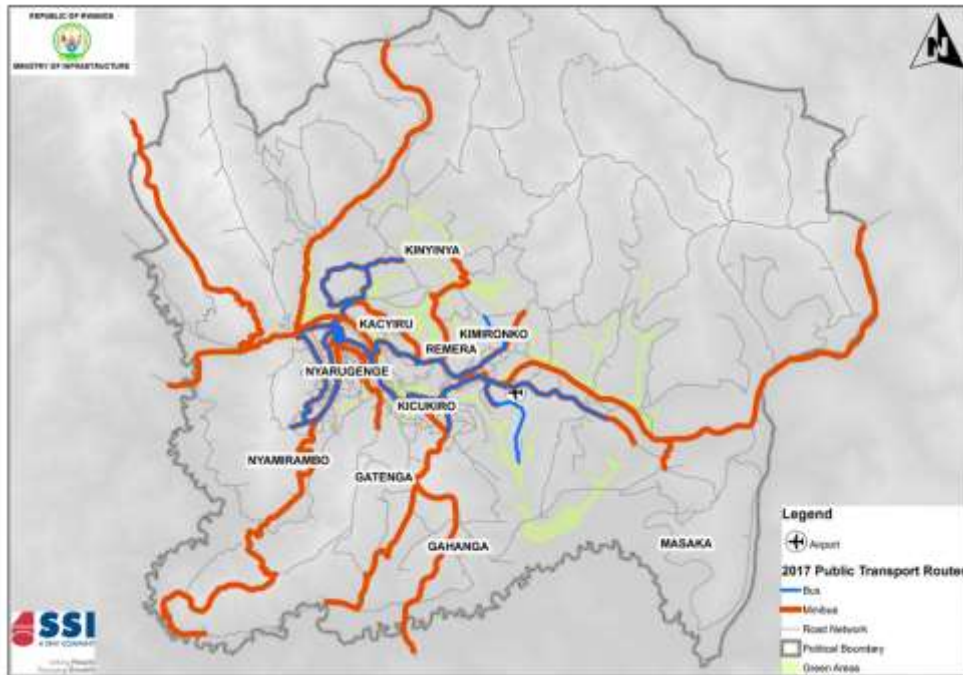 REPUBLIC OF RWANDA
MINISTRY OF INFRASTRUCTURE
N
KINYINYA
KACYIRU
KIMIRONKO
REMERA
NYARUGENGE
KICUKIRO
NYAMIRAMBO
GATENGA
GAHANGA
MASAKA
Legend
Airport
2017 Public Transport Routes
Bus
Minibus
Road Network
Political Boundary
Green Areas
SSI